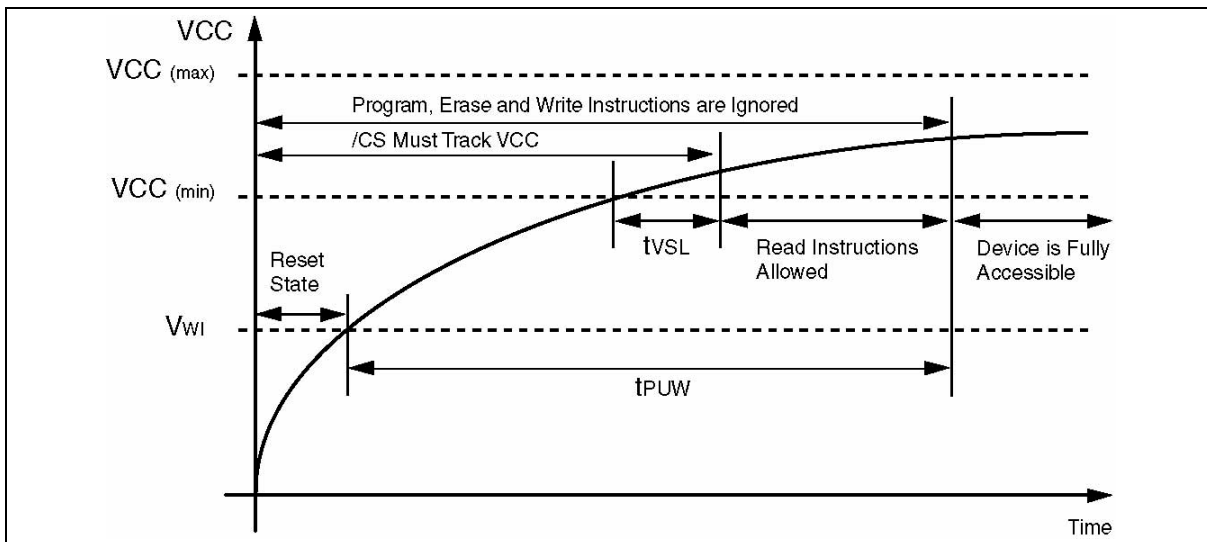 VCC
VCC (max)
Program, Erase and Write Instructions are Ignored
/CS Must Track VCC
VCC (min)
tVSL
Read Instructions
Allowed
Device is Fully
Accessible
Reset
State
VWI
tPUW
Time